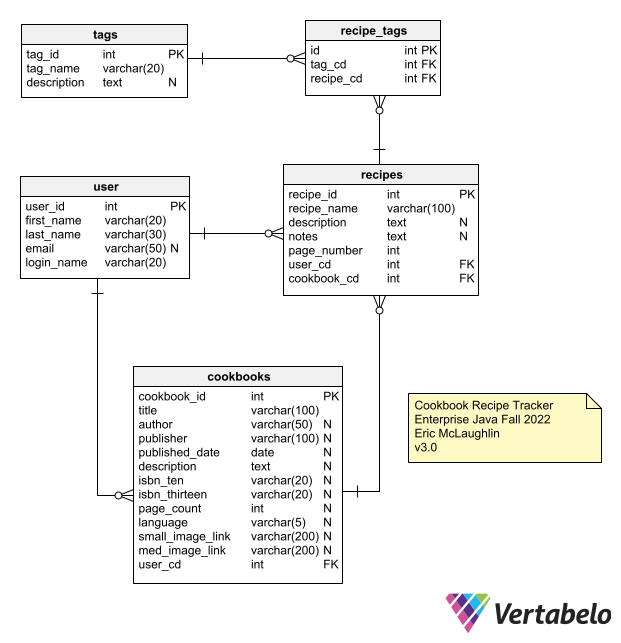 tags
tag_id int PK
tag_name varchar(20)
description text N
recipe_tags
id int PK
tag_cd int FK
recipe_cd int FK
user
user_id int PK
first_name varchar(20)
last_name varchar(30)
email varchar(50) N
login_name varchar(20)
recipes
recipe_id int PK
recipe_name varchar(100)
description text N
notes text N
page_number int
user_cd int FK
cookbook_cd int FK
cookbooks
cookbook_id int PK
title varchar(100)
author varchar(50) N
publisher varchar(100) N
published_date date N
description text N
isbn_ten varchar(20) N
isbn_thirteen varchar(20) N
page_count int N
language varchar(5) N
small_image_link varchar(200) N
med_image_link varchar(200) N
user_cd int FK
Cookbook Recipe Tracker
Enterprise Java Fall 2022
Eric McLaughlin
v3.0
Vertabelo